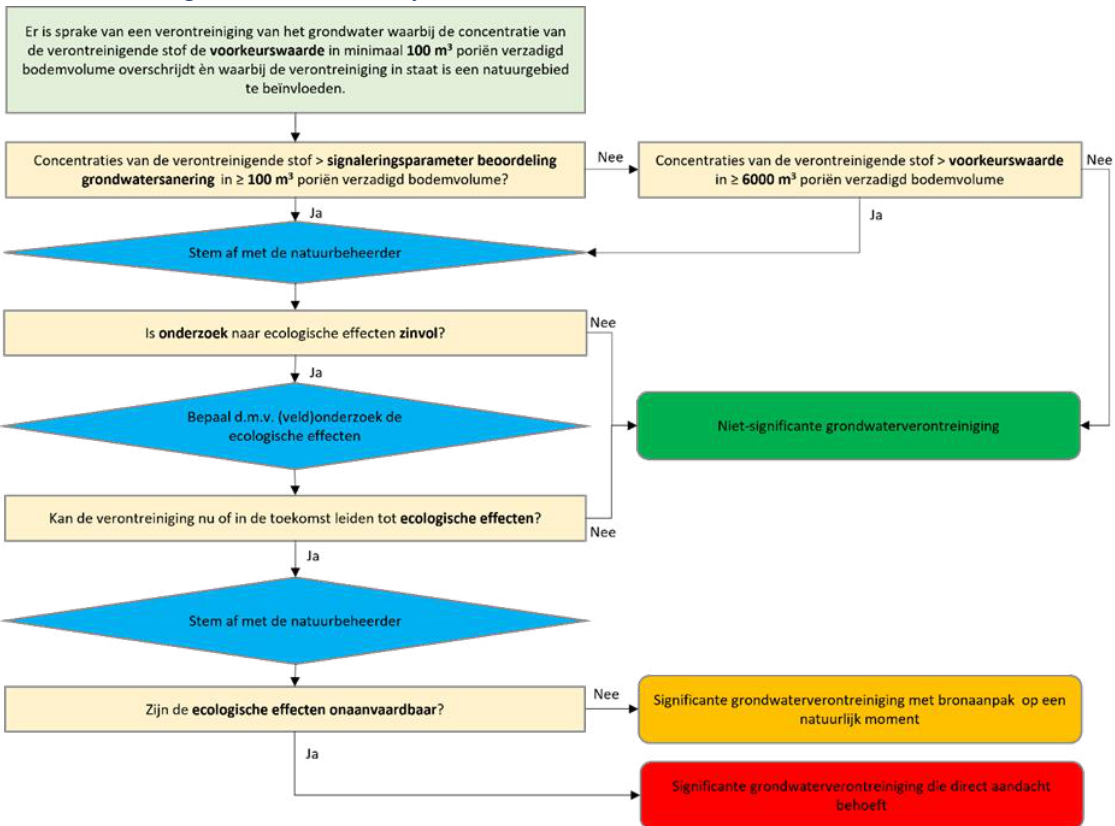 Er is sprake van een verontreiniging van het grondwater waarbij de concentratie van
de verontreinigende stof de voorkeurswaarde in minimaal 100 m³ poriën verzadigd
bodemvolume overschrijdt èn waarbij de verontreiniging in staat is een natuurgebied
te beïnvloeden.
Concentraties van de verontreinigende stof > signaleringsparameter beoordeling
grondwatersanering in ≥ 100 m³ poriën verzadigd bodemvolume?
Nee
Concentraties van de verontreinigende stof > voorkeurswaarde
in ≥ 6000 m³ poriën verzadigd bodemvolume
Nee
Ja
Ja
Stem af met de natuurbeheerder
Is onderzoek naar ecologische effecten zinvol?
Nee
Ja
Bepaal d.m.v. (veld)onderzoek de
ecologische effecten
Niet-significante grondwaterverontreiniging
Kan de verontreiniging nu of in de toekomst leiden tot ecologische effecten?
Nee
Ja
Stem af met de natuurbeheerder
Zijn de ecologische effecten onaanvaardbaar?
Nee
Significante grondwaterverontreiniging met bronaanpak op een
natuurlijk moment
Ja
Significante grondwaterverontreiniging die direct aandacht
behoeft